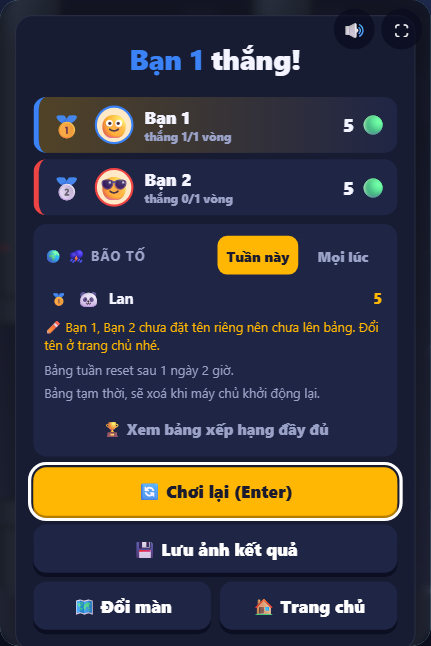 Bạn 1 thắng!
1 Bạn 1 5
thắng 1/1 vòng
2 Bạn 2 5
thắng 0/1 vòng
BÃO TỐ Tuần này Mọi lúc
1 Lan 5
Bạn 1, Bạn 2 chưa đặt tên riêng nên chưa lên bảng. Đổi
tên ở trang chủ nhé.
Bảng tuần reset sau 1 ngày 2 giờ.
Bảng tạm thời, sẽ xoá khi máy chủ khởi động lại.
Xem bảng xếp hạng đầy đủ
Chơi lại (Enter)
Lưu ảnh kết quả
Đổi màn Trang chủ